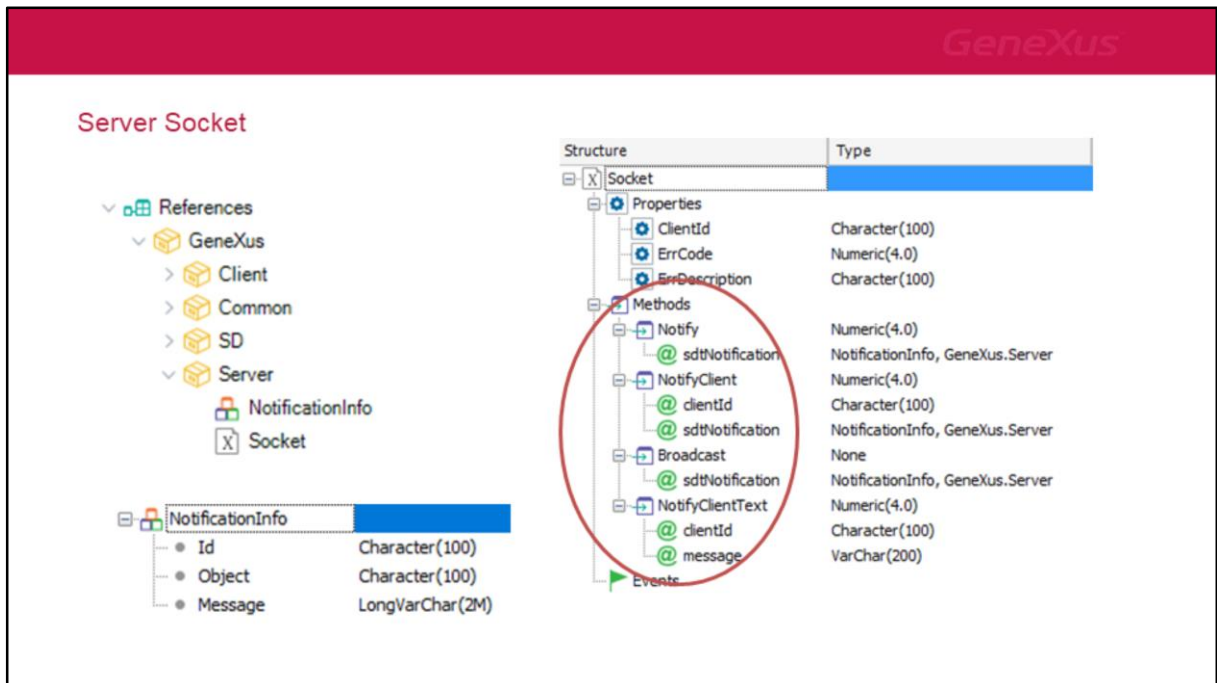 GeneXus
Server Socket
References
GeneXus
Client
Common
SD
Server
NotificationInfo
X Socket
NotificationInfo
Id Character(100)
Object Character(100)
Message LongVarChar(2M)
Structure Type
X Socket
Properties
ClientId Character(100)
ErrCode Numeric(4.0)
ErrDescription Character(100)
Methods
Notify Numeric(4.0)
@ sdtNotification NotificationInfo, GeneXus.Server
NotifyClient Numeric(4.0)
@ clientId Character(100)
@ sdtNotification NotificationInfo, GeneXus.Server
Broadcast None
@ sdtNotification NotificationInfo, GeneXus.Server
NotifyClientText Numeric(4.0)
@ clientId Character(100)
@ message VarChar(200)
Events